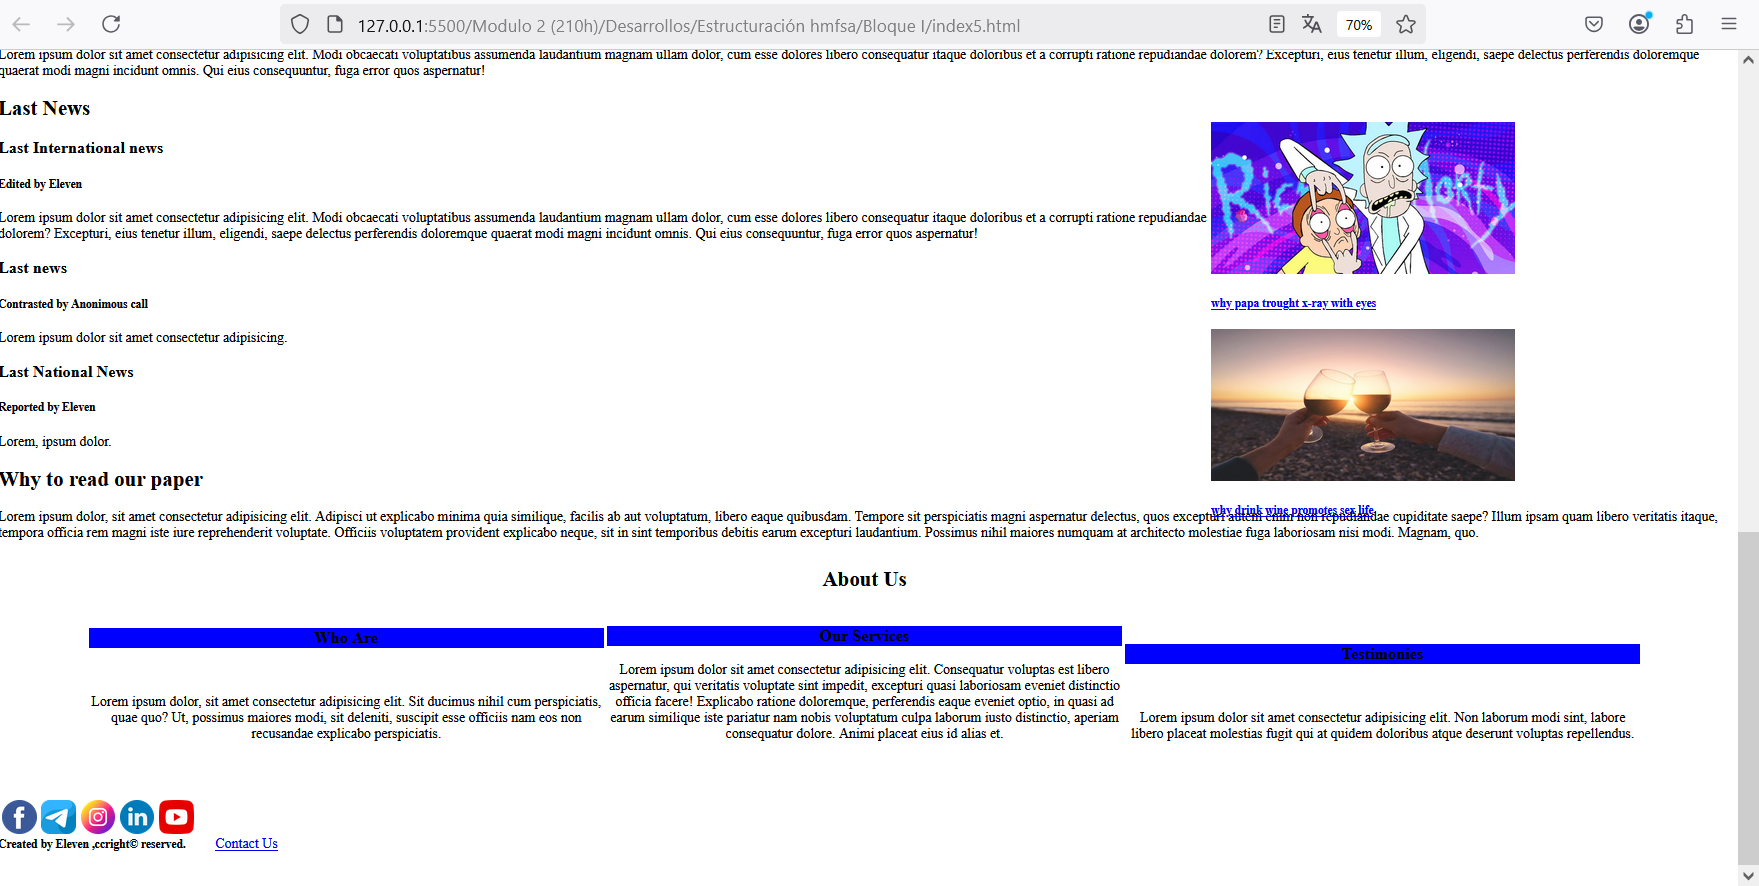 127.0.0.1:5500/Modulo 2 (210h)/Desarrollos/Estructuración hmfsa/Bloque I/index5.html
70%
Lorem ipsum dolor sit amet consectetur adipisicing elit. Modi obcaecati voluptatibus assumenda laudantium magnam ullam dolor, cum esse dolores libero consequatur itaque doloribus et a corrupti ratione repudiandae dolorem? Excepturi, eius tenetur illum, eligendi, saepe delectus perferendis doloremque
quaerat modi magni incidunt omnis. Qui eius consequuntur, fuga error quos aspernatur!
Last News
Last International news
Edited by Eleven
Lorem ipsum dolor sit amet consectetur adipisicing elit. Modi obcaecati voluptatibus assumenda laudantium magnam ullam dolor, cum esse dolores libero consequatur itaque doloribus et a corrupti ratione repudiandae
dolorem? Excepturi, eius tenetur illum, eligendi, saepe delectus perferendis doloremque quaerat modi magni incidunt omnis. Qui eius consequuntur, fuga error quos aspernatur!
Last news
Contrasted by Anonimous call
Lorem ipsum dolor sit amet consectetur adipisicing.
Last National News
Reported by Eleven
Lorem, ipsum dolor.
why papa trought x-ray with eyes
why drink wine promotes sex life
Why to read our paper
Lorem ipsum dolor, sit amet consectetur adipisicing elit. Adipisci ut explicabo minima quia similique, facilis ab aut voluptatum, libero eaque quibusdam. Tempore sit perspiciatis magni aspernatur delectus, quos excepturi autem enim non repudiandae cupiditate saepe? Illum ipsam quam libero veritatis itaque,
tempora officia rem magni iste iure reprehenderit voluptate. Officiis voluptatem provident explicabo neque, sit in sint temporibus debitis earum excepturi laudantium. Possimus nihil maiores numquam at architecto molestiae fuga laboriosam nisi modi. Magnam, quo.
About Us
Who Are
Lorem ipsum dolor, sit amet consectetur adipisicing elit. Sit ducimus nihil cum perspiciatis,
quae quo? Ut, possimus maiores modi, sit deleniti, suscipit esse officiis nam eos non
recusandae explicabo perspiciatis.
Our Services
Lorem ipsum dolor sit amet consectetur adipisicing elit. Consequatur voluptas est libero
aspernatur, qui veritatis voluptate sint impedit, excepturi quasi laboriosam eveniet distinctio
officia facere! Explicabo ratione doloremque, perferendis eaque eveniet optio, in quasi ad
earum similique iste pariatur nam nobis voluptatum culpa laborum iusto distinctio, aperiam
consequatur dolore. Animi placeat eius id alias et.
Testimonies
Lorem ipsum dolor sit amet consectetur adipisicing elit. Non laborum modi sint, labore
libero placeat molestias fugit qui at quidem doloribus atque deserunt voluptas repellendus.
Created by Eleven ,ccright© reserved.
Contact Us